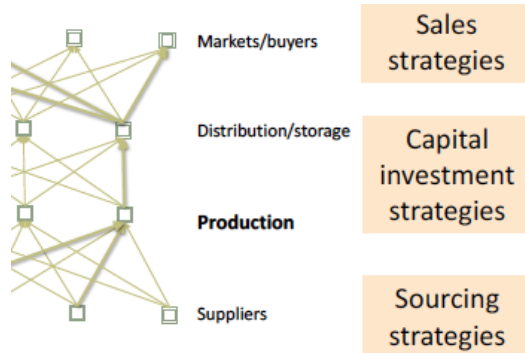 Markets/buyers
Sales
strategies
Distribution/storage
Capital
investment
strategies
Production
Suppliers
Sourcing
strategies